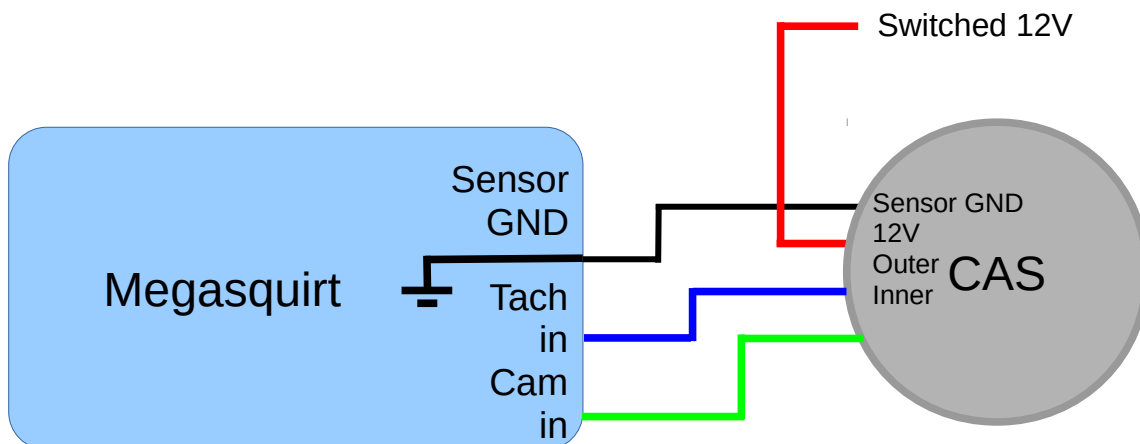 Switched 12V
Sensor
GND
Megasquirt
Tach
in
Cam
in
Sensor GND
12V
Outer
Inner
CAS